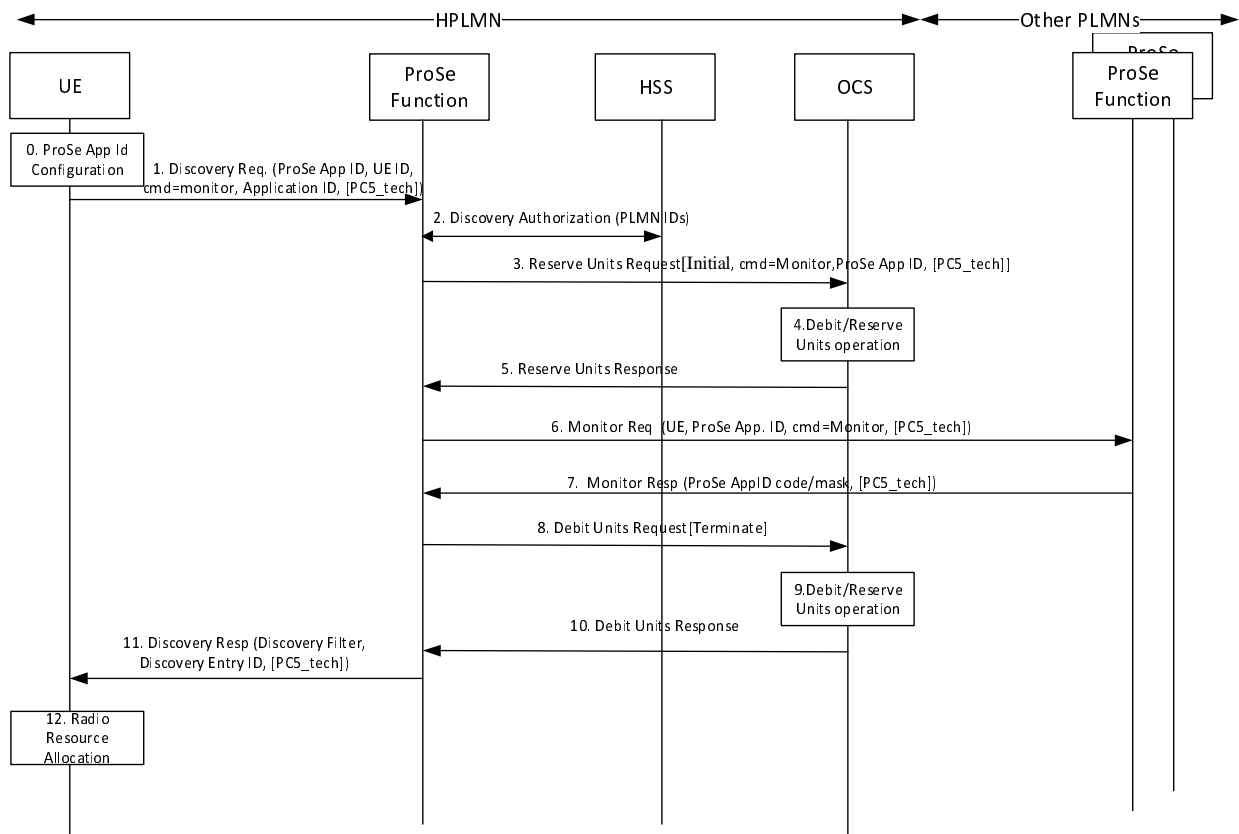 HPLMN
Other PLMNs
UE
ProSe
Function
HSS
OCS
ProSe
ProSe
Function
0. ProSe App Id
Configuration
1. Discovery Req. (ProSe App ID, UE ID,
cmd=monitor, Application ID, [PC5_tech])
2. Discovery Authorization (PLMN IDs)
3. Reserve Units Request[Initial, cmd=Monitor,ProSe App ID, [PC5_tech]]
4.Debit/Reserve
Units operation
5. Reserve Units Response
6. Monitor Req (UE, ProSe App. ID, cmd=Monitor, [PC5_tech])
7. Monitor Resp (ProSe AppID code/mask, [PC5_tech])
8. Debit Units Request[Terminate]
9.Debit/Reserve
Units operation
10. Debit Units Response
11. Discovery Resp (Discovery Filter,
Discovery Entry ID, [PC5_tech])
12. Radio
Resource
Allocation